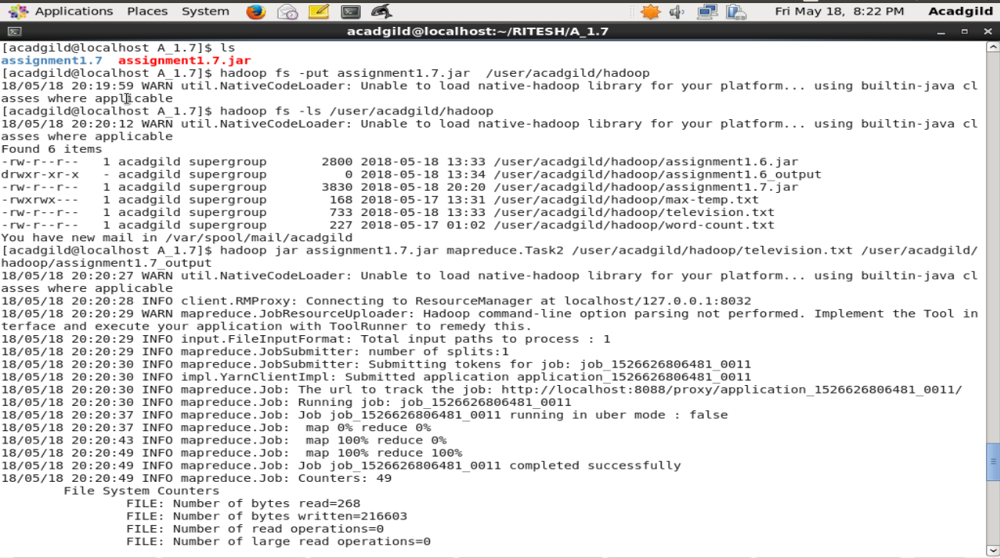 Applications Places System Fri May 18, 8:22 PM Acadgild
acadgild@localhost:~/RITESH/A_1.7
[acadgild@localhost A_1.7]$ ls
assignment1.7  assignment1.7.jar
[acadgild@localhost A_1.7]$ hadoop fs -put assignment1.7.jar  /user/acadgild/hadoop
18/05/18 20:19:59 WARN util.NativeCodeLoader: Unable to load native-hadoop library for your platform... using builtin-java cl
asses where applicable
[acadgild@localhost A_1.7]$ hadoop fs -ls /user/acadgild/hadoop
18/05/18 20:20:12 WARN util.NativeCodeLoader: Unable to load native-hadoop library for your platform... using builtin-java cl
asses where applicable
Found 6 items
-rw-r--r--   1 acadgild supergroup       2800 2018-05-18 13:33 /user/acadgild/hadoop/assignment1.6.jar
drwxr-xr-x   - acadgild supergroup          0 2018-05-18 13:34 /user/acadgild/hadoop/assignment1.6_output
-rw-r--r--   1 acadgild supergroup       3830 2018-05-18 20:20 /user/acadgild/hadoop/assignment1.7.jar
-rwxrwx---   1 acadgild supergroup        168 2018-05-17 13:31 /user/acadgild/hadoop/max-temp.txt
-rw-r--r--   1 acadgild supergroup        733 2018-05-18 13:33 /user/acadgild/hadoop/television.txt
-rw-r--r--   1 acadgild supergroup        227 2018-05-17 01:02 /user/acadgild/hadoop/word-count.txt
You have new mail in /var/spool/mail/acadgild
[acadgild@localhost A_1.7]$ hadoop jar assignment1.7.jar mapreduce.Task2 /user/acadgild/hadoop/television.txt /user/acadgild/
hadoop/assignment1.7_output
18/05/18 20:20:27 WARN util.NativeCodeLoader: Unable to load native-hadoop library for your platform... using builtin-java cl
asses where applicable
18/05/18 20:20:28 INFO client.RMProxy: Connecting to ResourceManager at localhost/127.0.0.1:8032
18/05/18 20:20:29 WARN mapreduce.JobResourceUploader: Hadoop command-line option parsing not performed. Implement the Tool in
terface and execute your application with ToolRunner to remedy this.
18/05/18 20:20:29 INFO input.FileInputFormat: Total input paths to process : 1
18/05/18 20:20:29 INFO mapreduce.JobSubmitter: number of splits:1
18/05/18 20:20:30 INFO mapreduce.JobSubmitter: Submitting tokens for job: job_1526626806481_0011
18/05/18 20:20:30 INFO impl.YarnClientImpl: Submitted application application_1526626806481_0011
18/05/18 20:20:30 INFO mapreduce.Job: The url to track the job: http://localhost:8088/proxy/application_1526626806481_0011/
18/05/18 20:20:30 INFO mapreduce.Job: Running job: job_1526626806481_0011
18/05/18 20:20:37 INFO mapreduce.Job: Job job_1526626806481_0011 running in uber mode : false
18/05/18 20:20:37 INFO mapreduce.Job:  map 0% reduce 0%
18/05/18 20:20:43 INFO mapreduce.Job:  map 100% reduce 0%
18/05/18 20:20:49 INFO mapreduce.Job:  map 100% reduce 100%
18/05/18 20:20:49 INFO mapreduce.Job: Job job_1526626806481_0011 completed successfully
18/05/18 20:20:49 INFO mapreduce.Job: Counters: 49
File System Counters
FILE: Number of bytes read=268
FILE: Number of bytes written=216603
FILE: Number of read operations=0
FILE: Number of large read operations=0